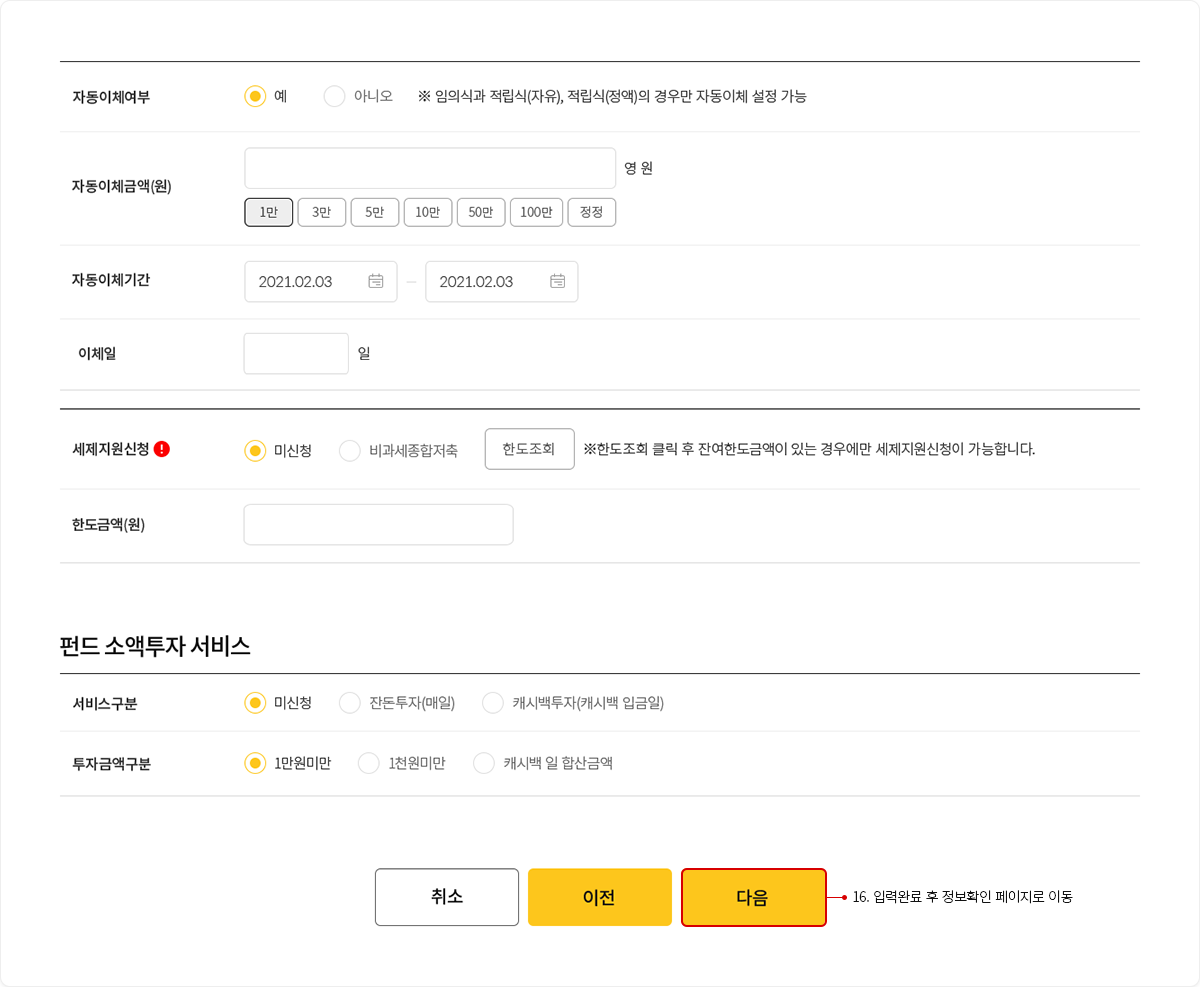 자동이체여부 예 아니오 ※ 임의식과 적립식(자유), 적립식(정액)의 경우만 자동이체 설정 가능
자동이체금액(원) 영 원
1만 3만 5만 10만 50만 100만 정정
자동이체기간 2021.02.03 – 2021.02.03
이체일 일
세제지원신청 ! 미신청 비과세종합저축 한도조회 ※한도조회 클릭 후 잔여한도금액이 있는 경우에만 세제지원신청이 가능합니다.
한도금액(원)
펀드 소액투자 서비스
서비스구분 미신청 잔돈투자(매일) 캐시백투자(캐시백 입금일)
투자금액구분 1만원미만 1천원미만 캐시백 일 합산금액
취소 이전 다음 16. 입력완료 후 정보확인 페이지로 이동